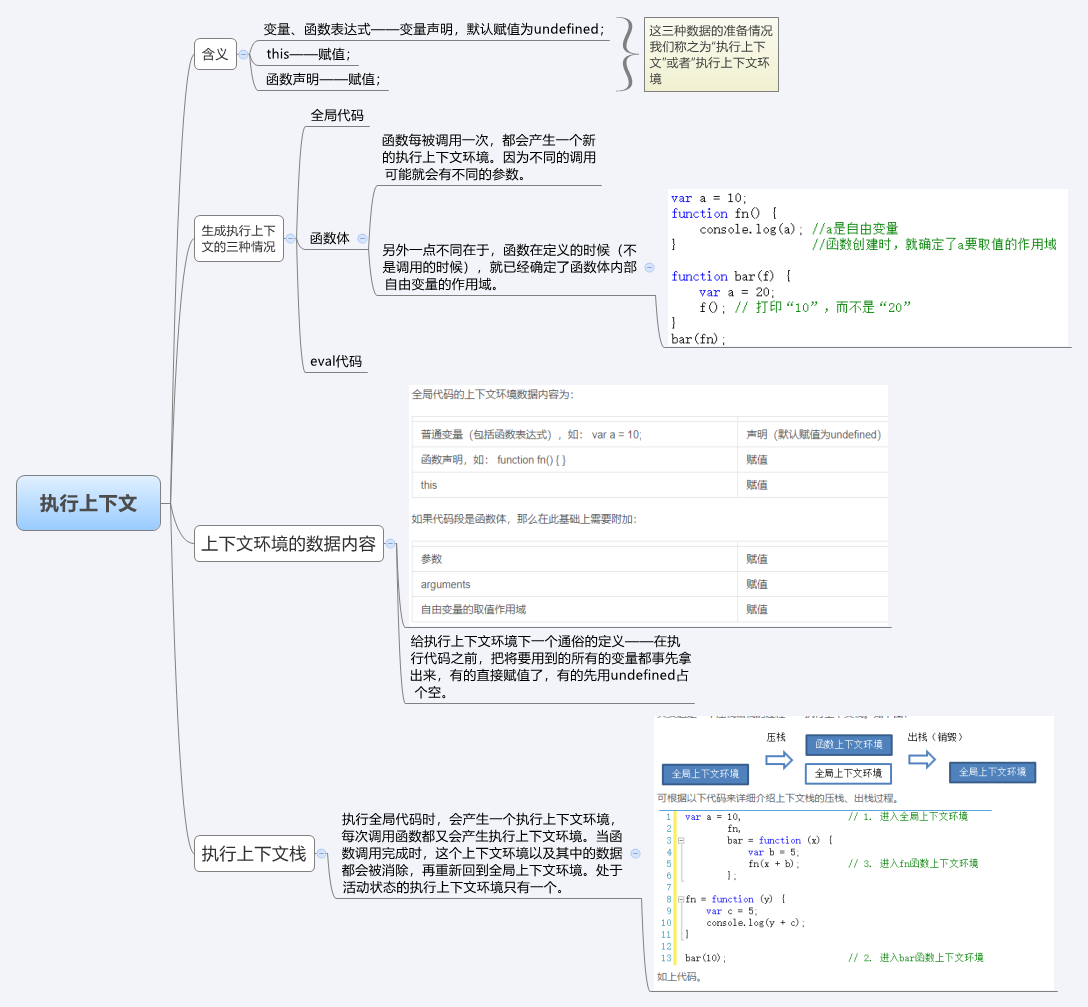 变量、函数表达式——变量声明，默认赋值为undefined；
this——赋值；
函数声明——赋值；
含义
这三种数据的准备情况
我们称之为“执行上下
文”或者“执行上下文环
境
全局代码
函数每被调用一次，都会产生一个新
的执行上下文环境。因为不同的调用
可能就会有不同的参数。
生成执行上下
文的三种情况
函数体
另外一点不同在于，函数在定义的时候（不
是调用的时候），就已经确定了函数体内部
自由变量的作用域。
var a = 10;
function fn() {
console.log(a); //a是自由变量
} //函数创建时，就确定了a要取值的作用域
function bar(f) {
var a = 20;
f(); // 打印“10”，而不是“20”
}
bar(fn);
eval代码
执行上下文
上下文环境的数据内容
全局代码的上下文环境数据内容为：
普通变量（包括函数表达式），如： var a = 10; 声明（默认赋值为undefined）
函数声明，如： function fn() { } 赋值
this 赋值
如果代码段是函数体，那么在此基础上需要附加：
参数 赋值
arguments 赋值
自由变量的取值作用域 赋值
给执行上下文环境下一个通俗的定义——在执
行代码之前，把将要用到的所有的变量都事先拿
出来，有的直接赋值了，有的先用undefined占
个空。
执行上下文栈
执行全局代码时，会产生一个执行上下文环境，
每次调用函数都又会产生执行上下文环境。当函
数调用完成时，这个上下文环境以及其中的数据
都会被消除，再重新回到全局上下文环境。处于
活动状态的执行上下文环境只有一个。
压栈 出栈（销毁）
函数上下文环境
全局上下文环境 全局上下文环境 全局上下文环境
可根据以下代码来详细介绍上下文栈的压栈、出栈过程。
1 var a = 10, // 1. 进入全局上下文环境
2 fn,
3 bar = function (x) {
4 var b = 5;
5 fn(x + b); // 3. 进入fn函数上下文环境
6 };
7
8 fn = function (y) {
9 var c = 5;
10 console.log(y + c);
11 }
12
13 bar(10); // 2. 进入bar函数上下文环境
如上代码。